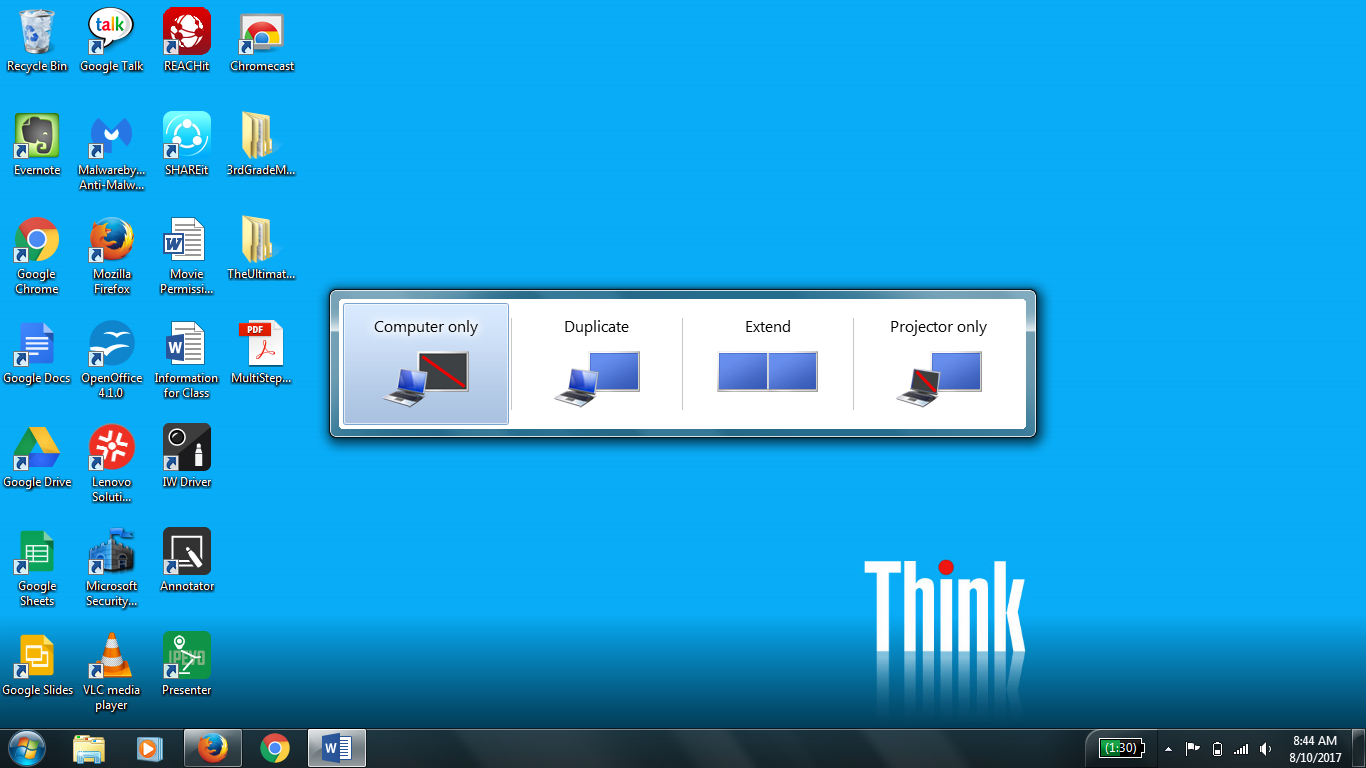 Recycle Bin
talk
Google Talk
REACHit
Chromecast
Evernote
Malwareby...
Anti-Malw...
SHAREit
3rdGradeM...
Google
Chrome
Mozilla
Firefox
W
Movie
Permissi...
TheUltimat...
Google Docs
OpenOffice
4.1.0
W
Information
for Class
PDF
MultiStep...
Google Drive
Lenovo
Soluti...
IW Driver
Google
Sheets
Microsoft
Security...
Annotator
Google Slides
VLC media
player
IPEVO
Presenter
Computer only
Duplicate
Extend
Projector only
Think
W
(1:30)
8:44 AM
8/10/2017